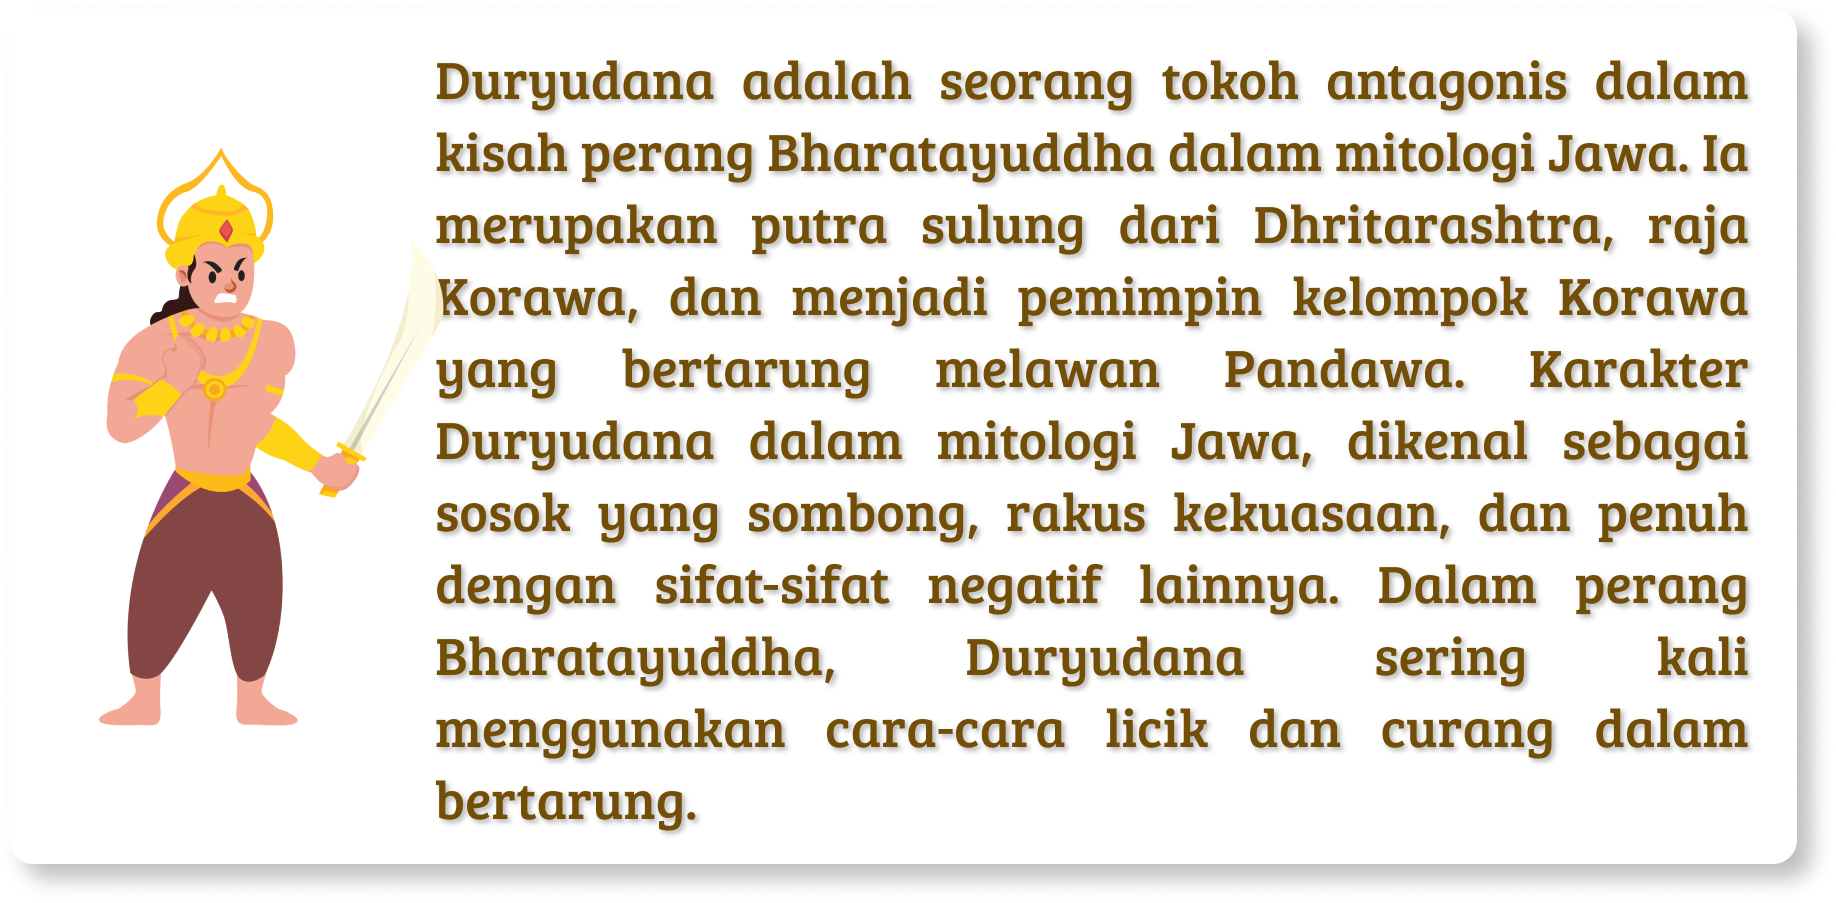 Duryudana adalah seorang tokoh antagonis dalam
kisah perang Bharatayuddha dalam mitologi Jawa. Ia
merupakan putra sulung dari Dhritarashtra, raja
Korawa, dan menjadi pemimpin kelompok Korawa
yang bertarung melawan Pandawa. Karakter
Duryudana dalam mitologi Jawa, dikenal sebagai
sosok yang sombong, rakus kekuasaan, dan penuh
dengan sifat-sifat negatif lainnya. Dalam perang
Bharatayuddha, Duryudana sering kali
menggunakan cara-cara licik dan curang dalam
bertarung.